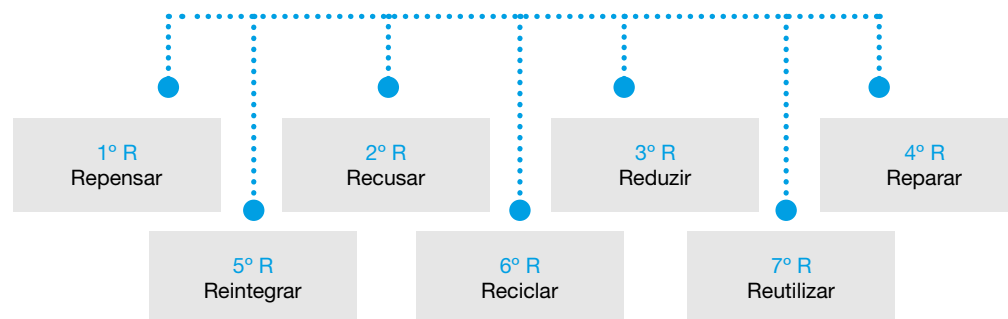 1º R
Repensar
2º R
Recusar
3º R
Reduzir
4º R
Reparar
5º R
Reintegrar
6º R
Reciclar
7º R
Reutilizar